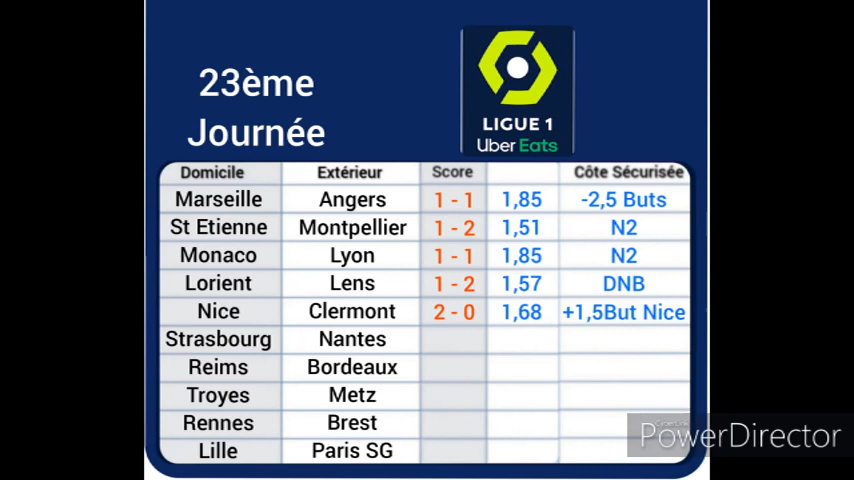 23ème
Journée
LIGUE 1
Uber Eats
Domicile Extérieur Score Côte Sécurisée
Marseille Angers 1 - 1 1,85 -2,5 Buts
St Etienne Montpellier 1 - 2 1,51 N2
Monaco Lyon 1 - 1 1,85 N2
Lorient Lens 1 - 2 1,57 DNB
Nice Clermont 2 - 0 1,68 +1,5But Nice
Strasbourg Nantes
Reims Bordeaux
Troyes Metz
Rennes Brest
Lille Paris SG
PowerDirector